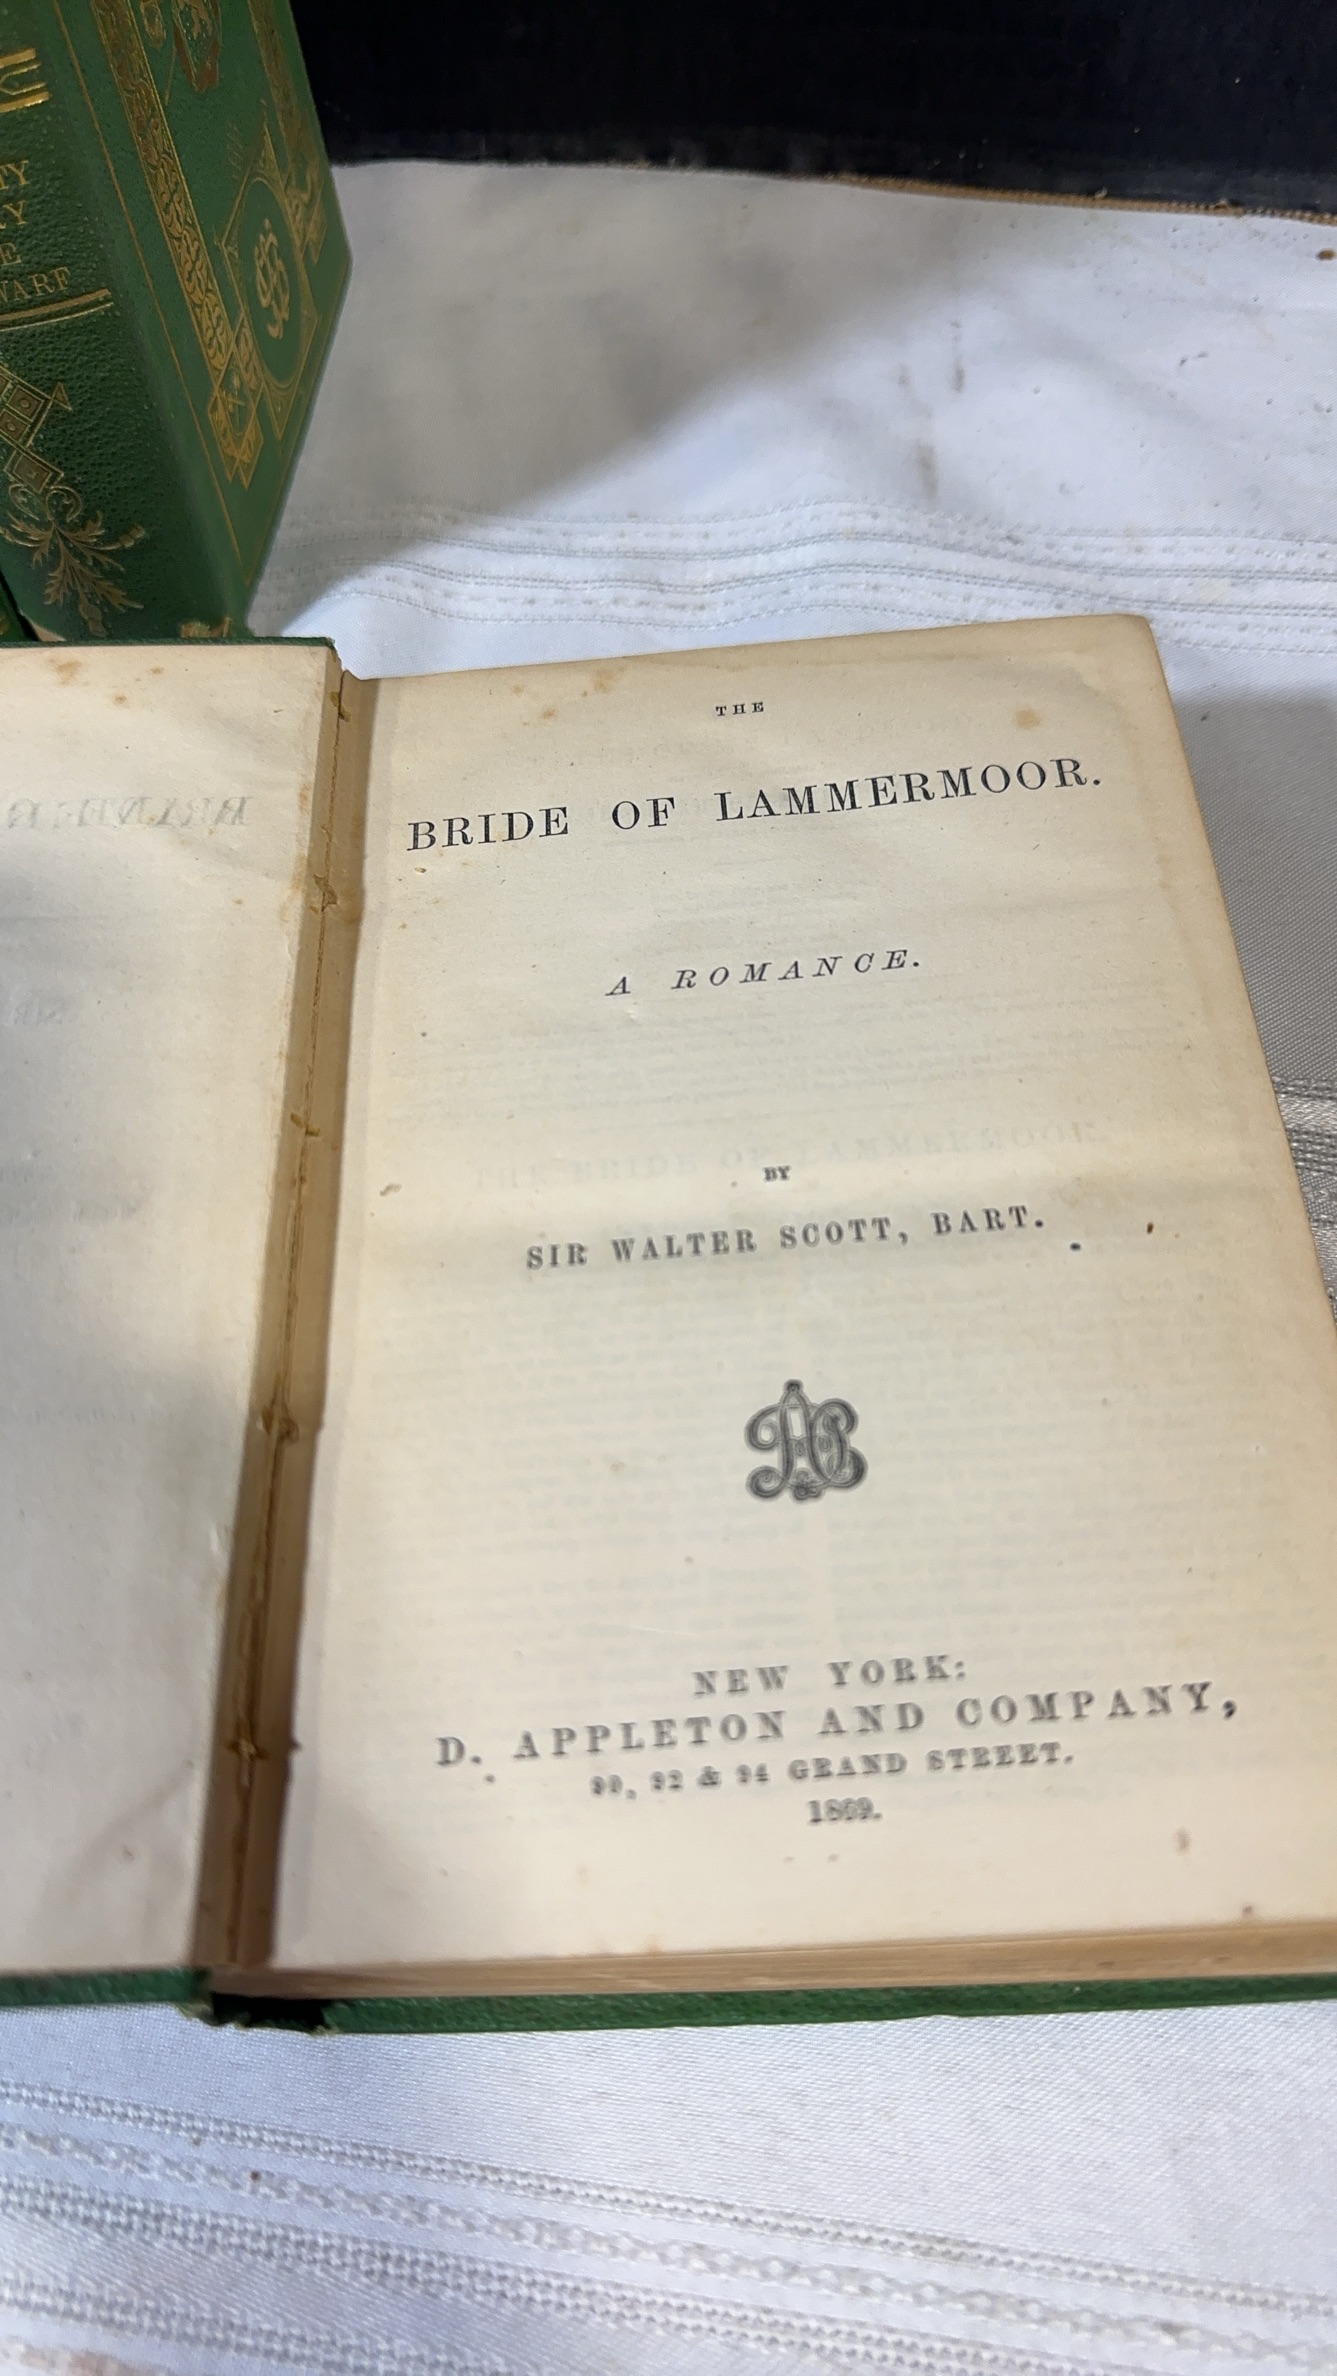 WARF
THE
BRIDE OF LAMMERMOOR.
A ROMANCE.
BY
SIR WALTER SCOTT, BART.
NEW YORK:
D. APPLETON AND COMPANY,
90, 92 & 94 GRAND STREET.
1869.